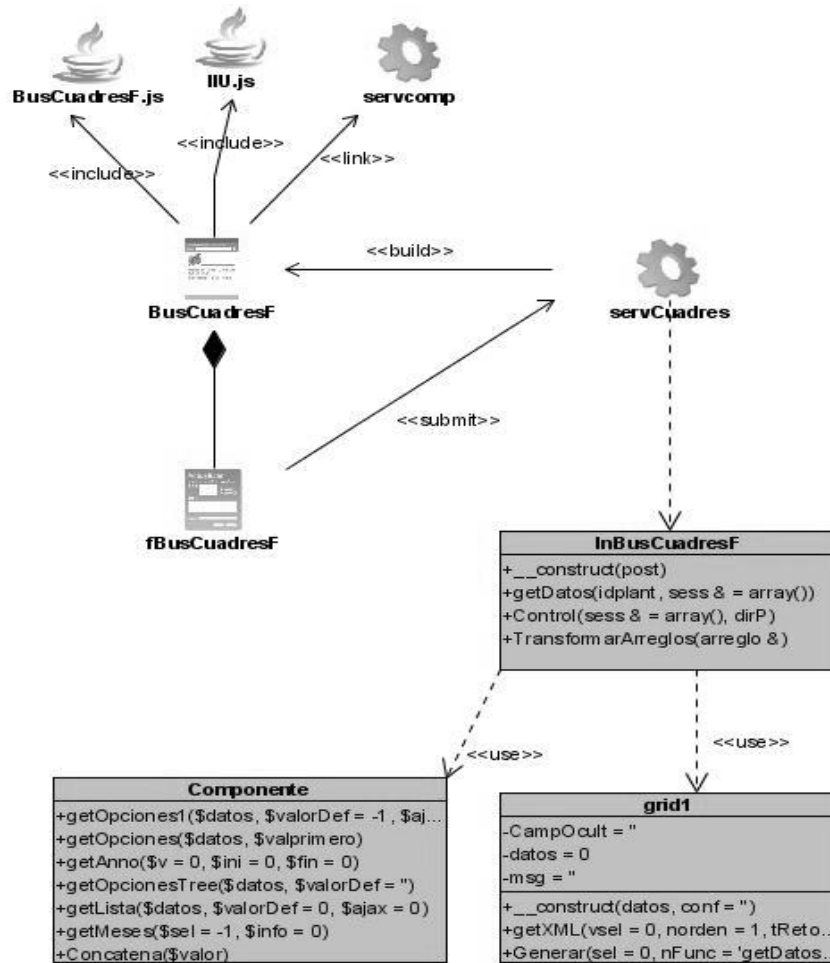 IIU.js
BusCuadresF.js
servcomp
<<include>>
<<include>>
<<link>>
<<build>>
BusCuadresF
servCuadres
<<submit>>
fBusCuadresF
InBusCuadresF
+__construct(post)
+getDatos(idplant, sess & = array())
+Control(sess & = array(), dirP)
+TransformarArreglos(arreglo &)
<<use>>
<<use>>
Componente
+getOpciones1($datos, $valorDef = -1 , $aj...
+getOpciones($datos, $valprimero)
+getAnno($v = 0, $ini = 0, $fin = 0)
+getOpcionesTree($datos, $valorDef = '')
+getLista($datos, $valorDef = 0, $ajax = 0)
+getMeses($sel = -1, $info = 0)
+Concatena($valor)
grid1
-CampOcult = ''
-datos = 0
-msg = ''
+__construct(datos, conf = '')
+getXML(vsel = 0, norden = 1, tReto...
+Generar(sel = 0, nFunc = 'getDatos...